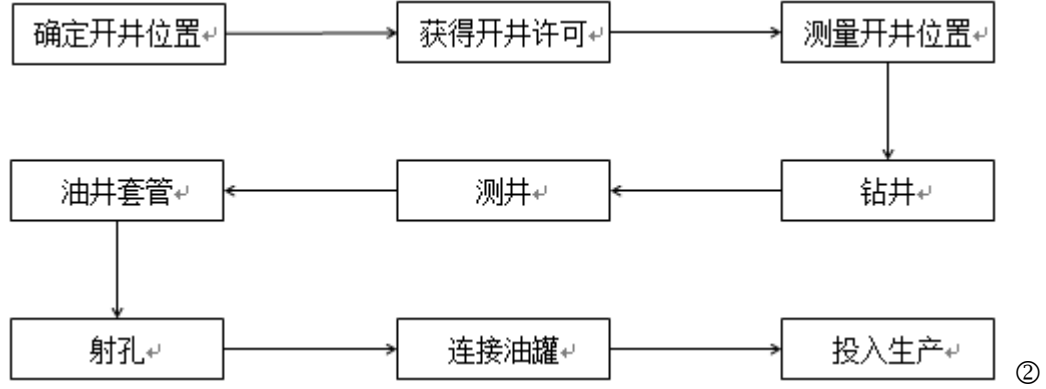 确定开井位置↵
获得开井许可↵
测量开井位置↵
钻井↵
测井↵
油井套管↵
射孔↵
连接油罐↵
投入生产↵
②